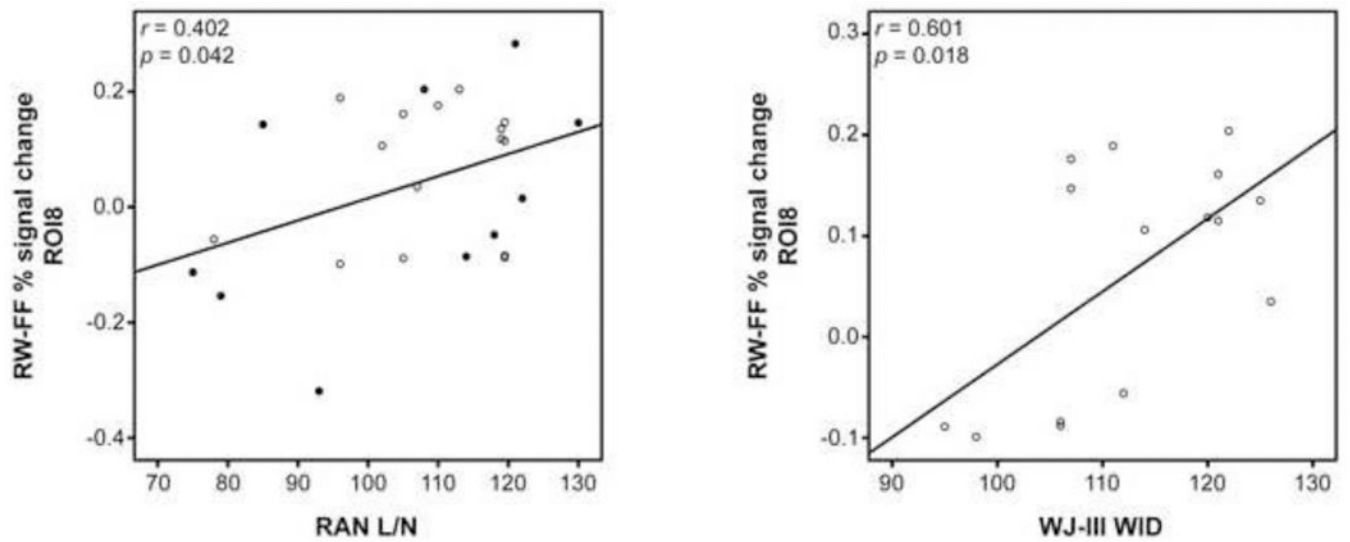 r = 0.402
p = 0.042
0.2
0.0
-0.2
-0.4
RW-FF % signal change
ROI8
70 80 90 100 110 120 130
RAN L/N
r = 0.601
p = 0.018
0.3
0.2
0.1
0.0
-0.1
RW-FF % signal change
ROI8
90 100 110 120 130
WJ-III WID